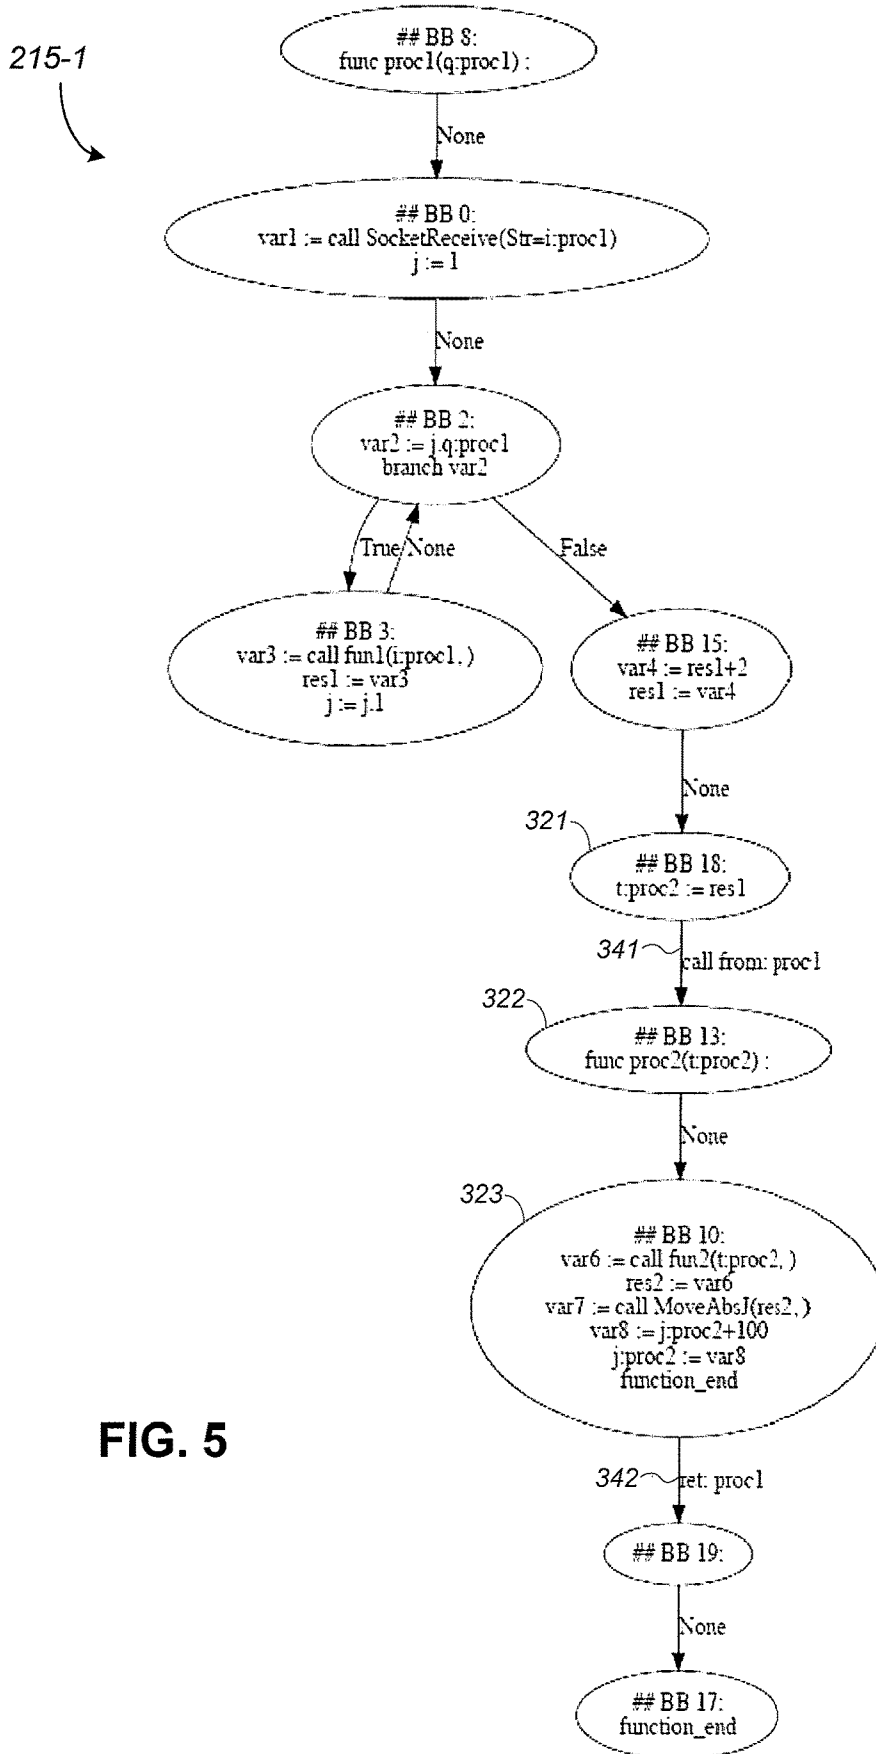 ## BB 8:
func proc1(q:proc1) :
215-1
None
## BB 0:
var1 := call SocketReceive(Str=i:proc1)
j := 1
None
## BB 2:
var2 := j.q:proc1
branch var2
True None
False
## BB 3:
var3 := call fun1(i:proc1, )
res1 := var3
j := j.1
## BB 15:
var4 := res1+2
res1 := var4
None
321
## BB 18:
t:proc2 := res1
341
call from: proc1
322
## BB 13:
func proc2(t:proc2) :
None
323
## BB 10:
var6 := call fun2(t:proc2, )
res2 := var6
var7 := call MoveAbsJ(res2, )
var8 := j:proc2+100
j:proc2 := var8
function_end
FIG. 5
342
ret: proc1
## BB 19:
None
## BB 17:
function_end